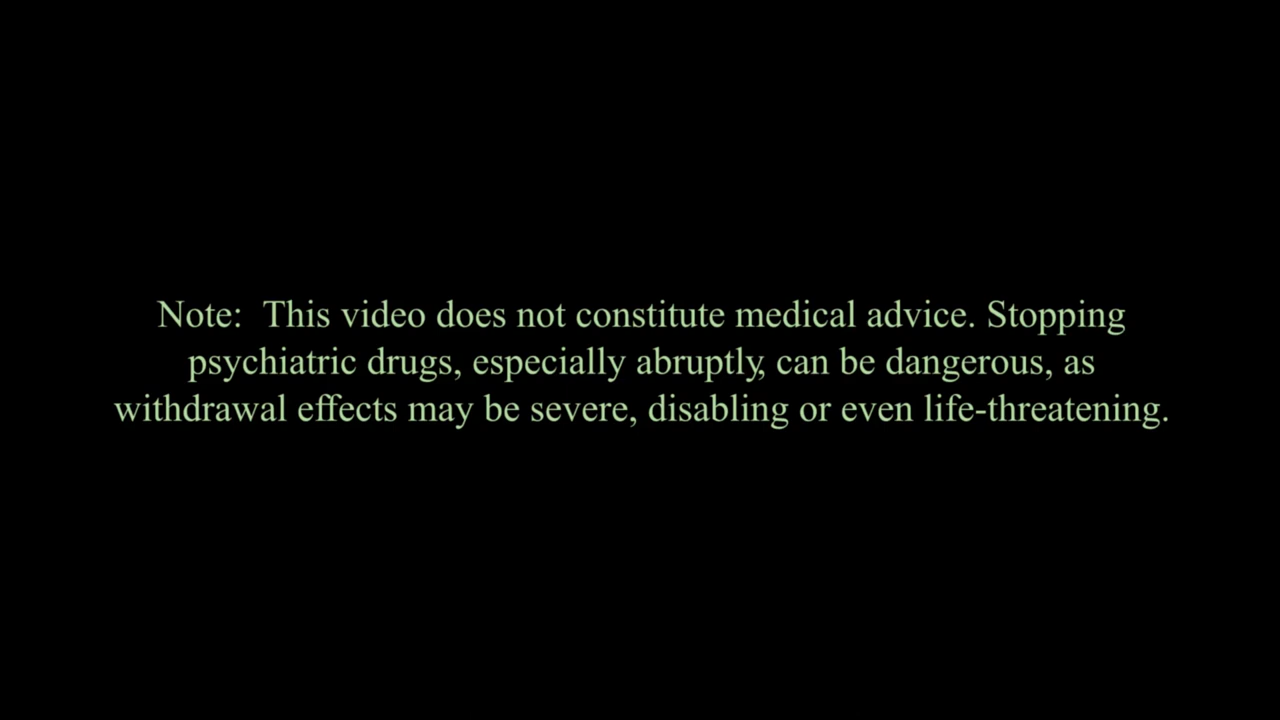 Note:  This video does not constitute medical advice. Stopping
psychiatric drugs, especially abruptly, can be dangerous, as
withdrawal effects may be severe, disabling or even life-threatening.